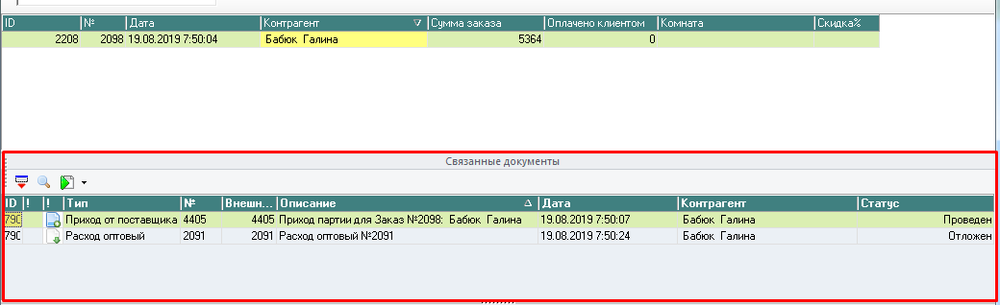 ID № Дата Контрагент Сумма заказа Оплачено клиентом Комната Скидка%
2208 2098 19.08.2019 7:50:04 Бабюк Галина 5364 0
Связанные документы
ID ! ! Тип № Внешн... Описание Дата Контрагент Статус
790 Приход от поставщика 4405 4405 Приход партии для Заказ №2098: Бабюк Галина 19.08.2019 7:50:07 Бабюк Галина Проведен
790 Расход оптовый 2091 2091 Расход оптовый №2091 19.08.2019 7:50:24 Бабюк Галина Отложен